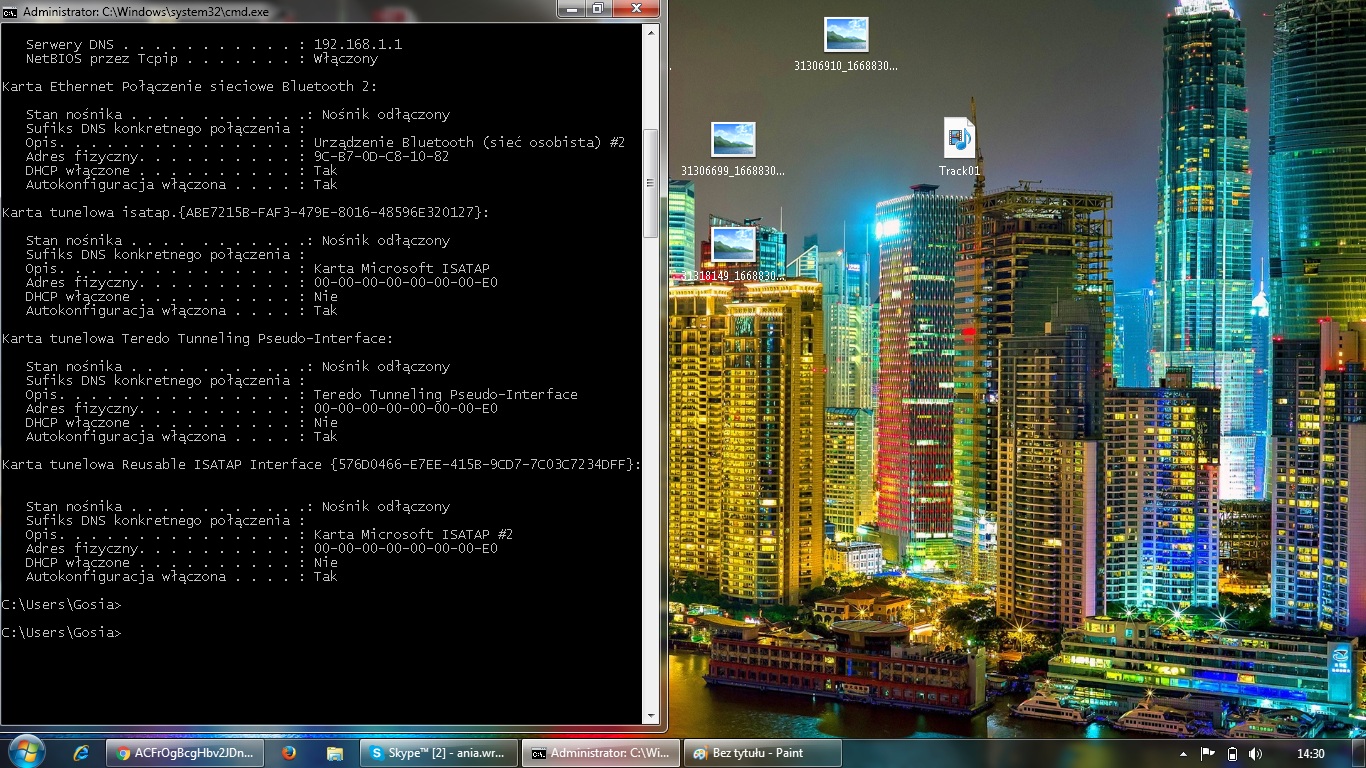 Administrator: C:\Windows\system32\cmd.exe
Serwery DNS . . . . . . . . . . . : 192.168.1.1
NetBIOS przez Tcpip . . . . . . . : Włączony
Karta Ethernet Połączenie sieciowe Bluetooth 2:
Stan nośnika . . . . . . . . . . .: Nośnik odłączony
Sufiks DNS konkretnego połączenia :
Opis. . . . . . . . . . . . . . . : Urządzenie Bluetooth (sieć osobista) #2
Adres fizyczny. . . . . . . . . . : 9C-B7-0D-C8-10-82
DHCP włączone . . . . . . . . . . : Tak
Autokonfiguracja włączona . . . . : Tak
Karta tunelowa isatap.{ABE7215B-FAF3-479E-8016-48596E320127}:
Stan nośnika . . . . . . . . . . .: Nośnik odłączony
Sufiks DNS konkretnego połączenia :
Opis. . . . . . . . . . . . . . . : Karta Microsoft ISATAP
Adres fizyczny. . . . . . . . . . : 00-00-00-00-00-00-00-E0
DHCP włączone . . . . . . . . . . : Nie
Autokonfiguracja włączona . . . . : Tak
Karta tunelowa Teredo Tunneling Pseudo-Interface:
Stan nośnika . . . . . . . . . . .: Nośnik odłączony
Sufiks DNS konkretnego połączenia :
Opis. . . . . . . . . . . . . . . : Teredo Tunneling Pseudo-Interface
Adres fizyczny. . . . . . . . . . : 00-00-00-00-00-00-00-E0
DHCP włączone . . . . . . . . . . : Nie
Autokonfiguracja włączona . . . . : Tak
Karta tunelowa Reusable ISATAP Interface {576D0466-E7EE-415B-9CD7-7C03C7234DFF}:
Stan nośnika . . . . . . . . . . .: Nośnik odłączony
Sufiks DNS konkretnego połączenia :
Opis. . . . . . . . . . . . . . . : Karta Microsoft ISATAP #2
Adres fizyczny. . . . . . . . . . : 00-00-00-00-00-00-00-E0
DHCP włączone . . . . . . . . . . : Nie
Autokonfiguracja włączona . . . . : Tak
C:\Users\Gosia>
C:\Users\Gosia>
31306910_1668830...
31306699_1668830...
Track01
31318149_1668830...
ACFrOgBcgHbv2JDn...
Skype™ [2] - ania.wr...
Administrator: C:\Wi...
Bez tytułu - Paint
14:30